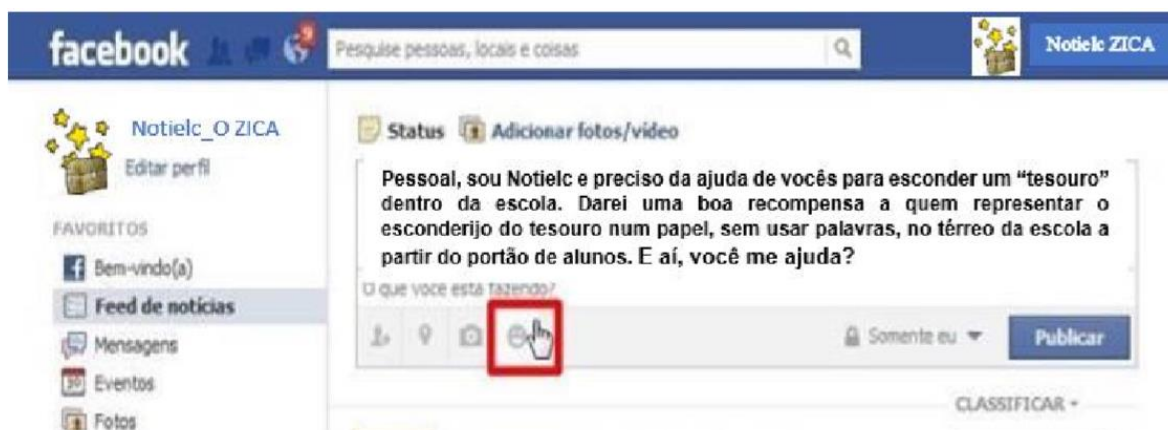 facebook
9
Pesquise pessoas, locais e coisas
Notielc ZICA
Notielc_O ZICA
Editar perfil
Status Adicionar fotos/vídeo
Pessoal, sou Notielc e preciso da ajuda de vocês para esconder um “tesouro”
dentro da escola. Darei uma boa recompensa a quem representar o
esconderijo do tesouro num papel, sem usar palavras, no térreo da escola a
partir do portão de alunos. E aí, você me ajuda?
O que você está fazendo?
Somente eu
Publicar
CLASSIFICAR
FAVORITOS
Bem-vindo(a)
Feed de notícias
Mensagens
Eventos
Fotos